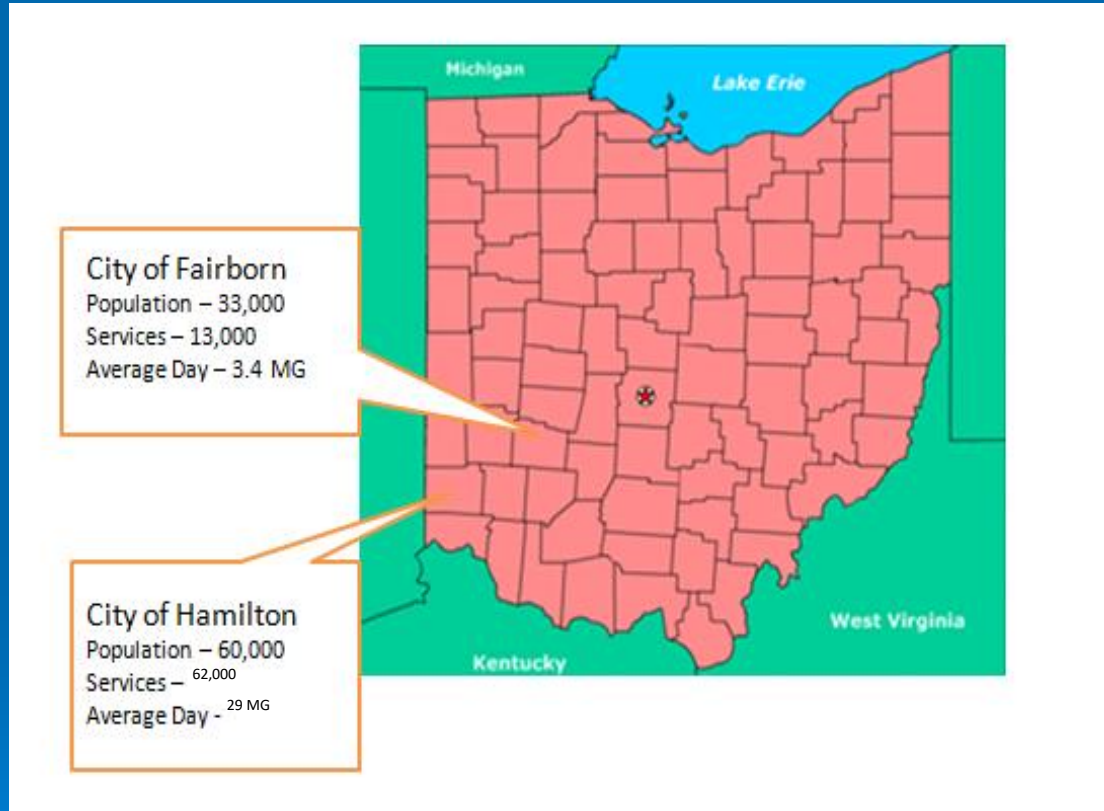 Michigan
Lake Erie
City of Fairborn
Population – 33,000
Services – 13,000
Average Day – 3.4 MG
City of Hamilton
Population – 60,000
Services – 62,000
Average Day - 29 MG
West Virginia
Kentucky